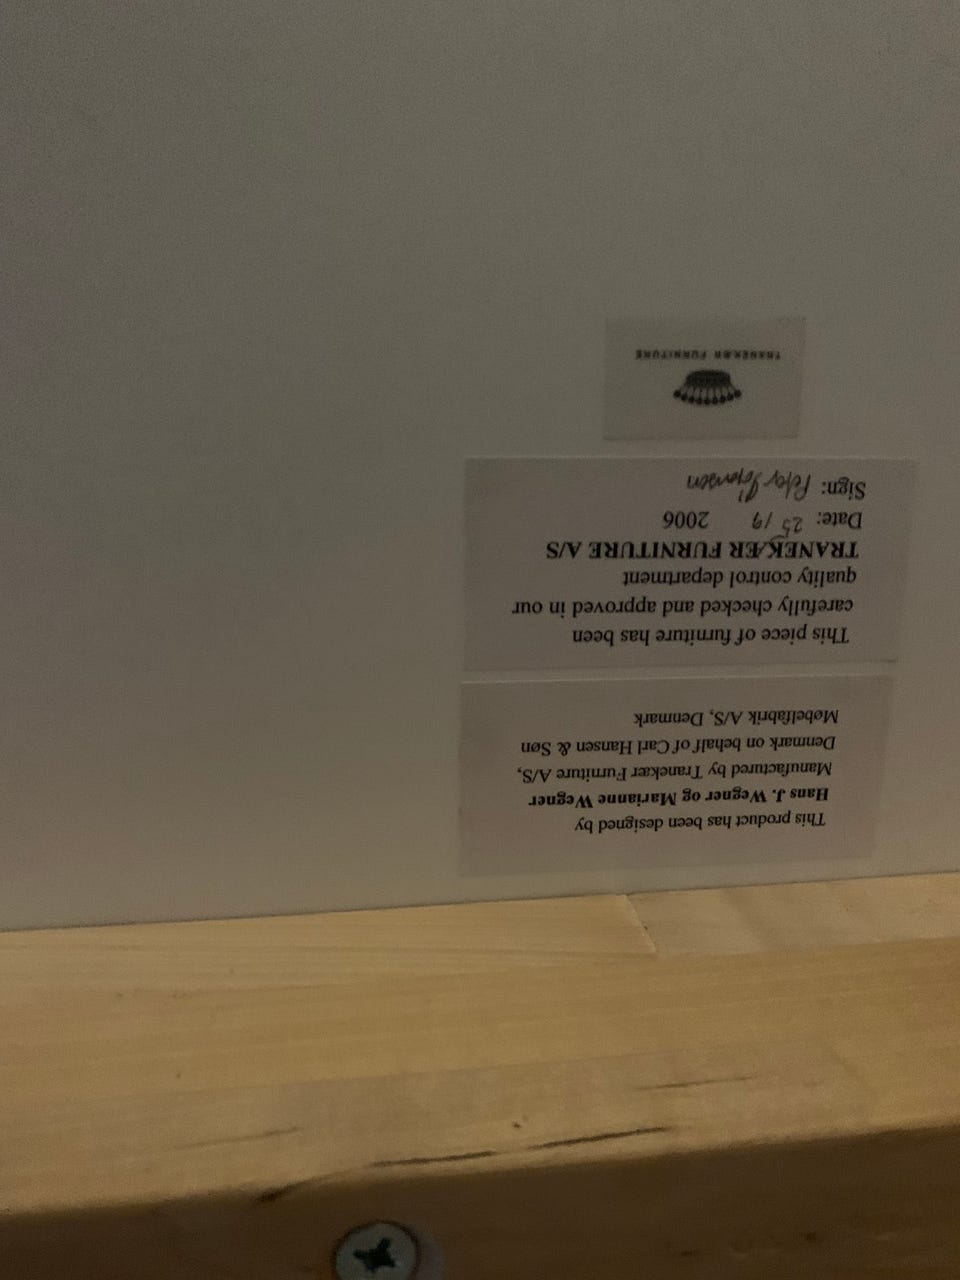 This product has been designed by
Hans J. Wegner og Marianne Wegner
Manufactured by Tranekær Furniture A/S,
Denmark on behalf of Carl Hansen & Søn
Møbelfabrik A/S, Denmark
This piece of furniture has been
carefully checked and approved in our
quality control department
TRANEKÆR FURNITURE A/S
Date: 25/9 2006
Sign: Peter
TRANEKÆR FURNITURE